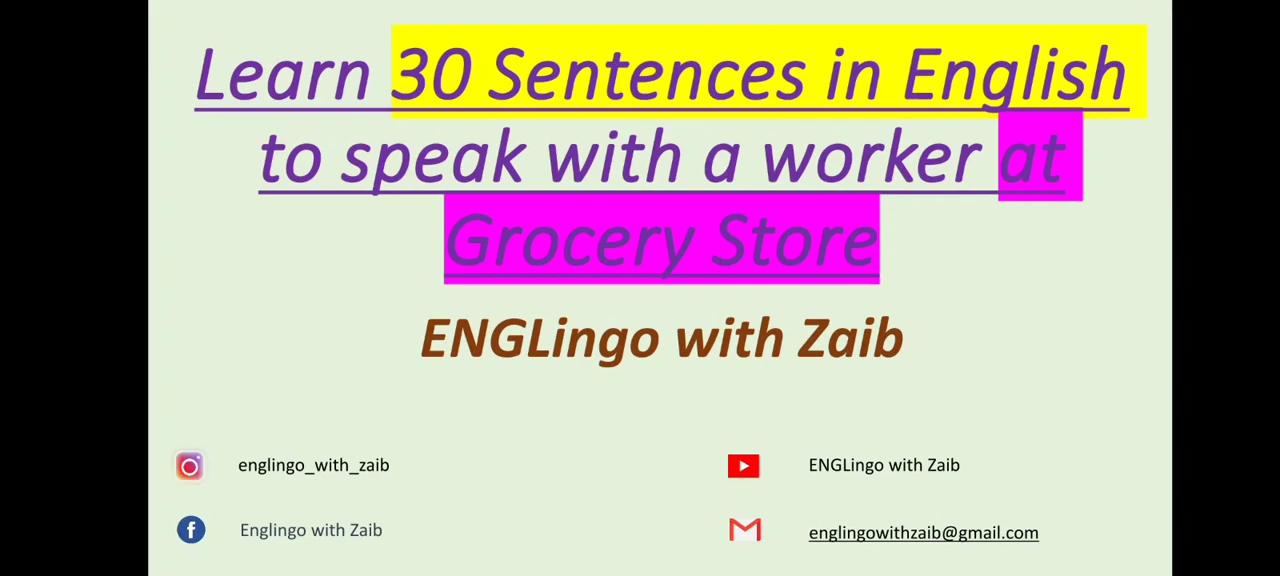 Learn 30 Sentences in English
to speak with a worker at
Grocery Store
ENGLingo with Zaib
englingo_with_zaib
ENGLingo with Zaib
Englingo with Zaib
englingowithzaib@gmail.com